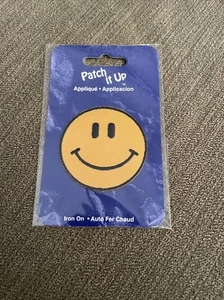 Patch
it Up
Appliqué • Applicacion
Iron On • Auto Fer Chaud